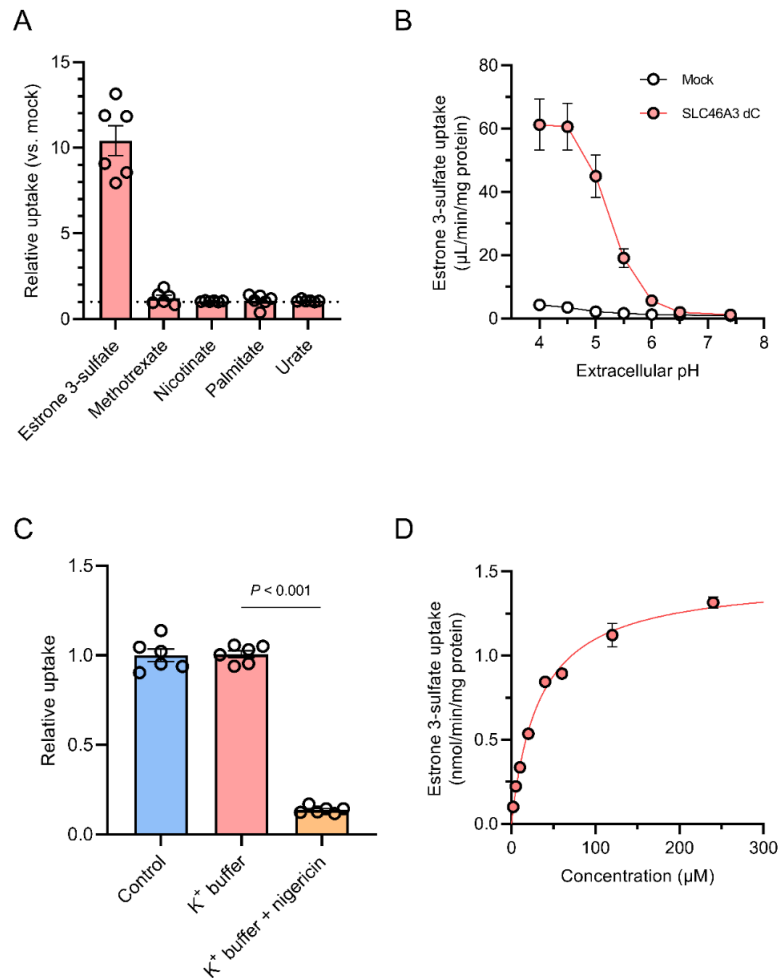 A
Relative uptake (vs. mock)
15
10
5
1
0
Estrone 3-sulfate
Methotrexate
Nicotinate
Palmitate
Urate
B
Estrone 3-sulfate uptake
(µL/min/mg protein)
80
60
40
20
0
Mock
SLC46A3 dC
4 5 6 7 8
Extracellular pH
C
Relative uptake
1.5
1.0
0.5
0.0
P < 0.001
Control
K⁺ buffer
K⁺ buffer + nigericin
D
Estrone 3-sulfate uptake
(nmol/min/mg protein)
1.5
1.0
0.5
0.0
0 100 200 300
Concentration (µM)